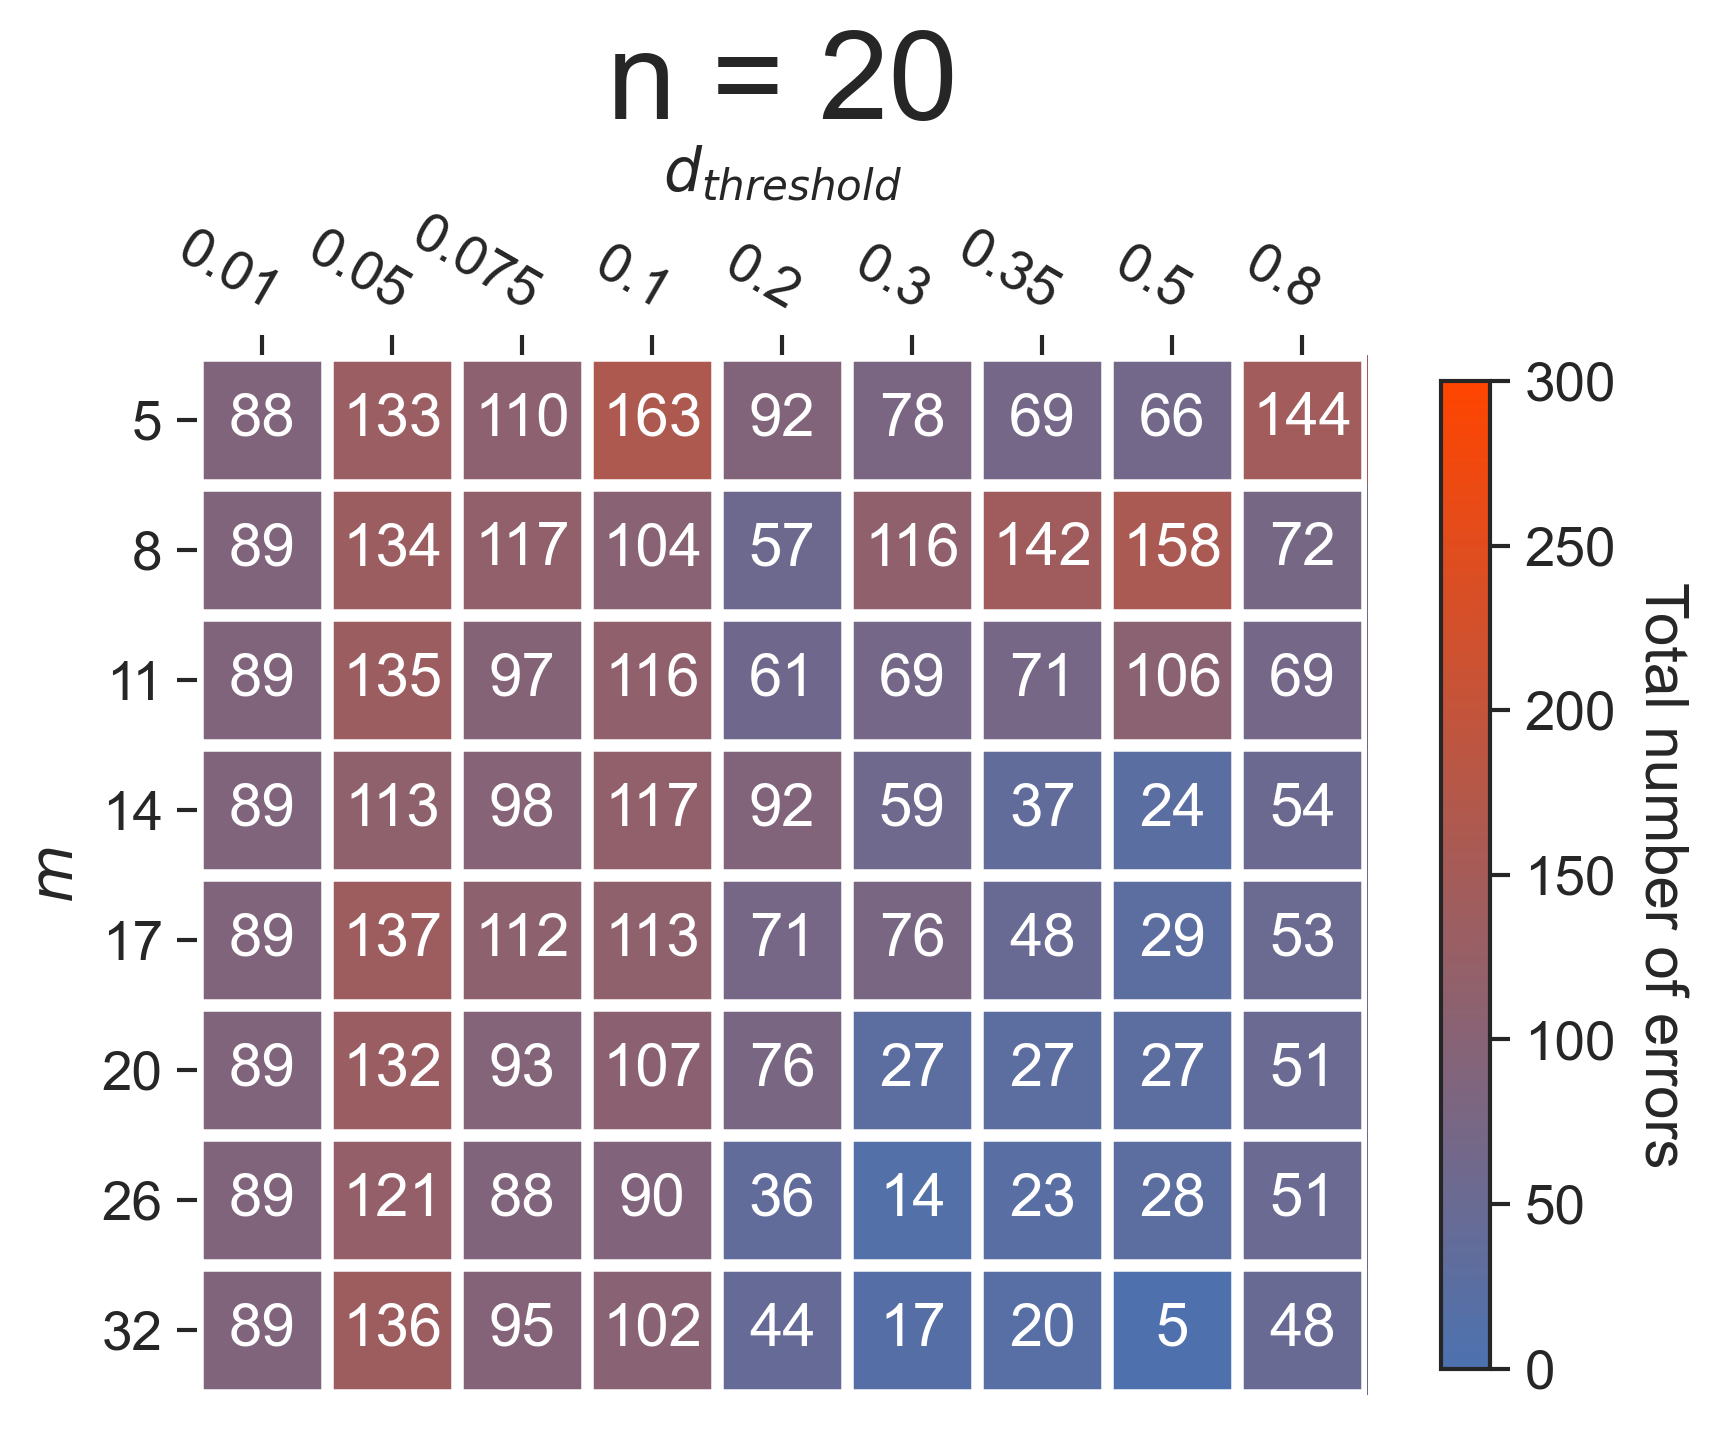 n = 20
d_threshold
0.01 0.05 0.075 0.1 0.2 0.3 0.35 0.5 0.8
5 88 133 110 163 92 78 69 66 144
8 89 134 117 104 57 116 142 158 72
11 89 135 97 116 61 69 71 106 69
14 89 113 98 117 92 59 37 24 54
17 89 137 112 113 71 76 48 29 53
20 89 132 93 107 76 27 27 27 51
26 89 121 88 90 36 14 23 28 51
32 89 136 95 102 44 17 20 5 48
m
300
250
200
150
100
50
0
Total number of errors